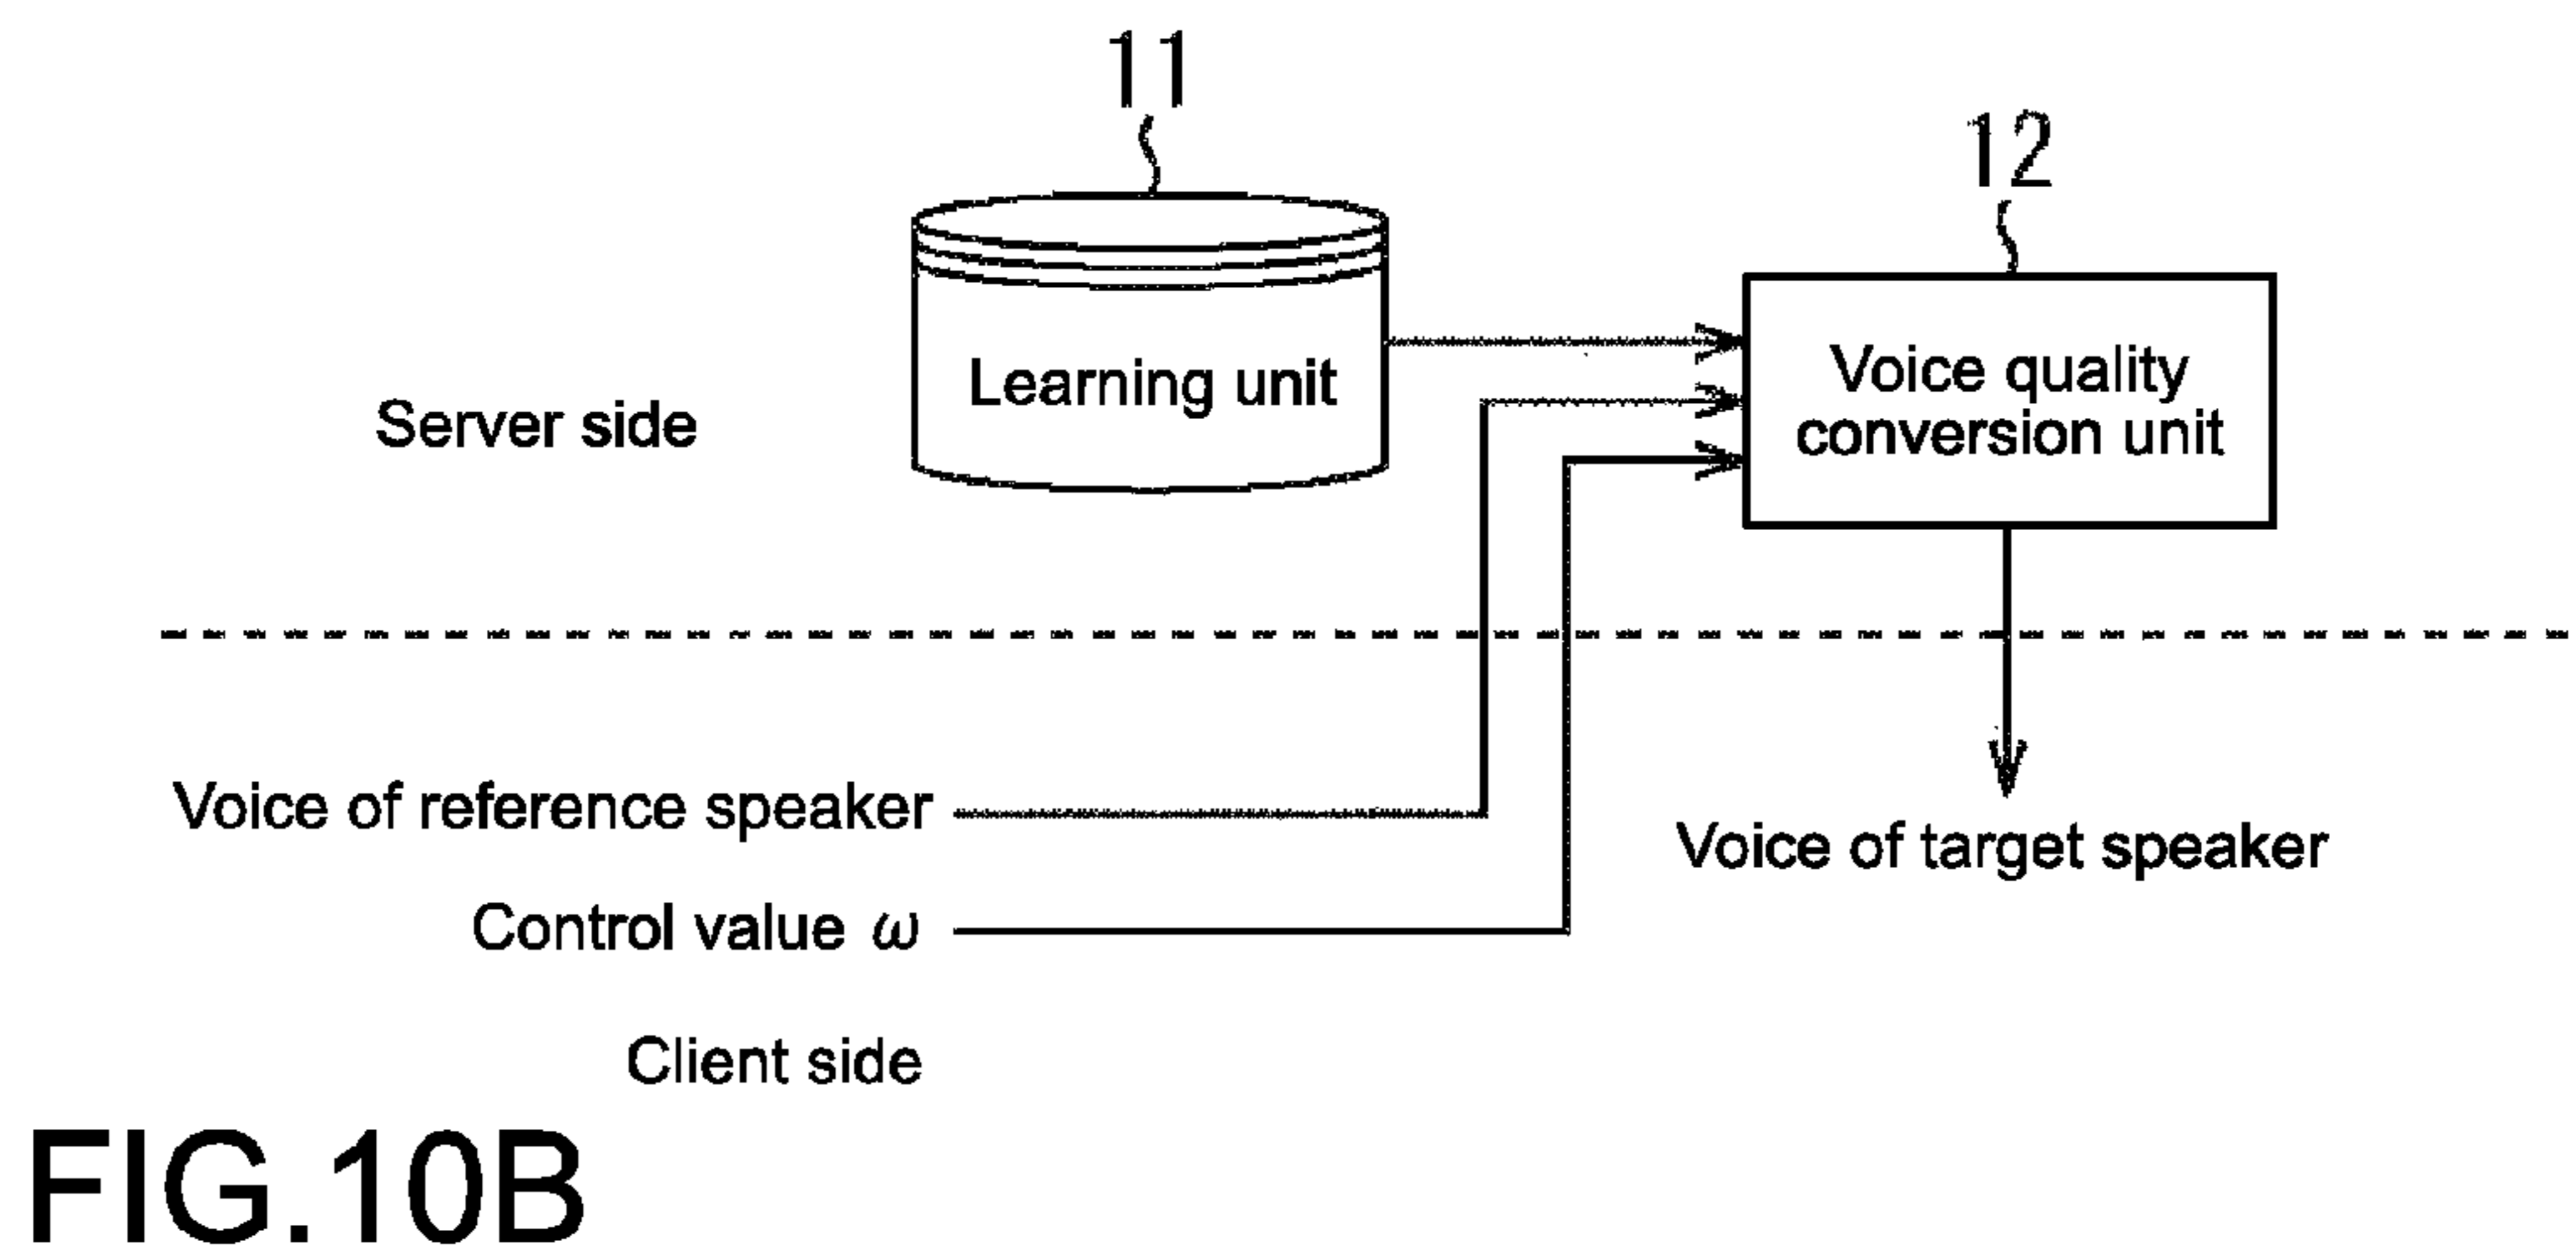 11
12
Learning unit
Voice quality
conversion unit
Server side
Voice of reference speaker
Voice of target speaker
Control value ω
Client side
FIG.10B